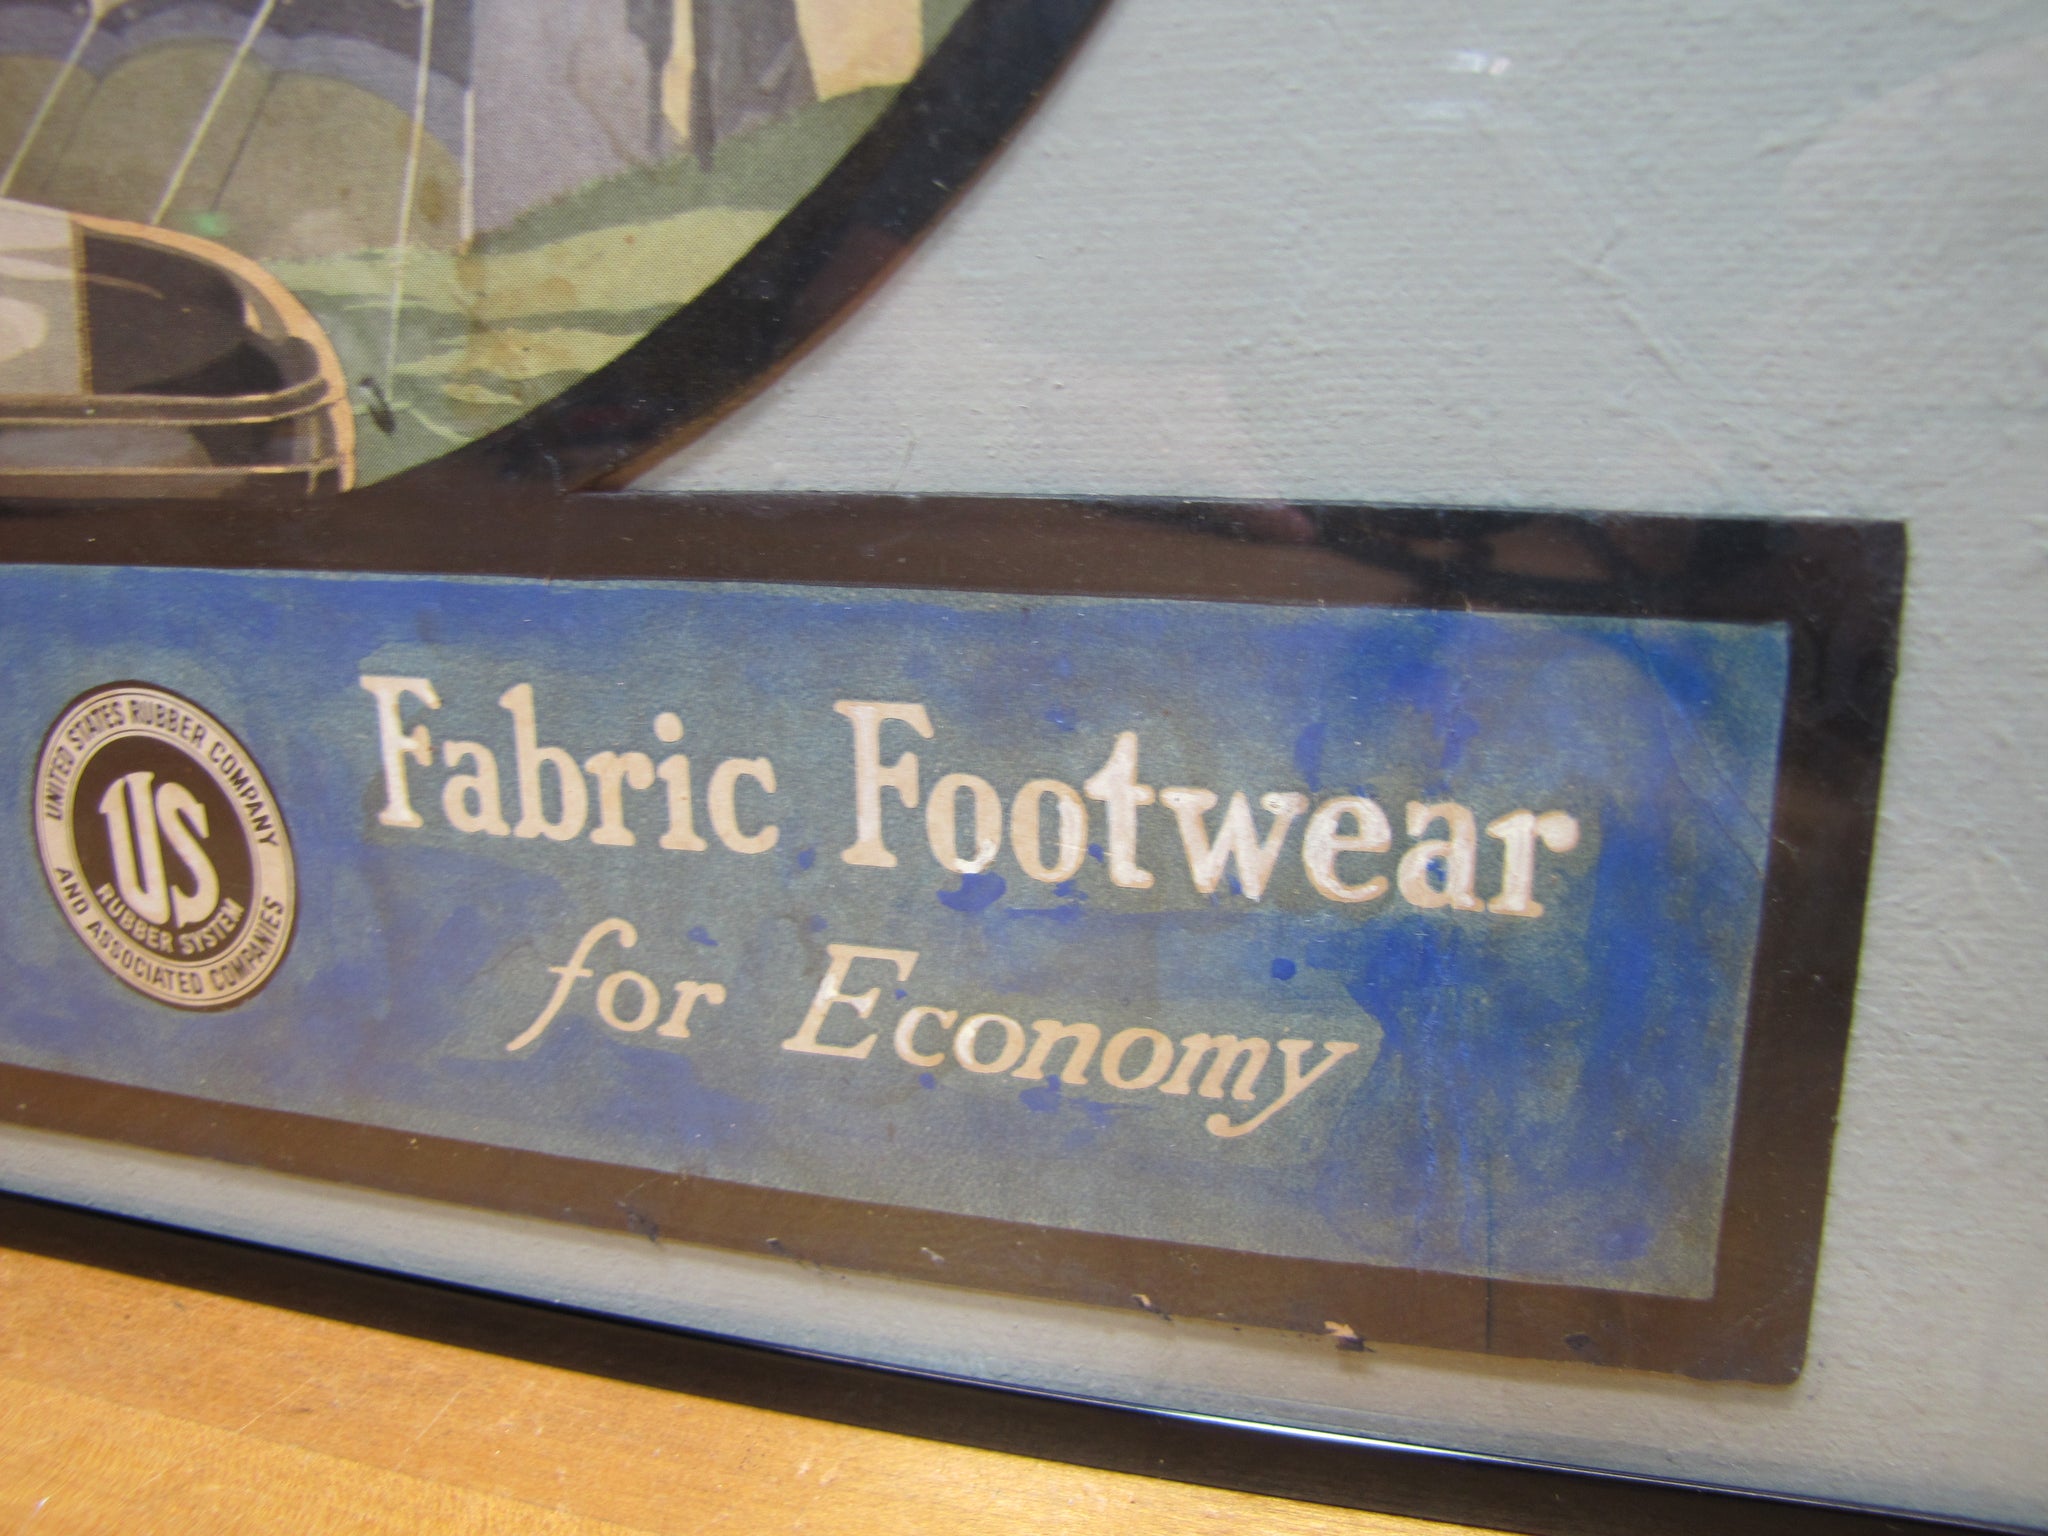 UNITED STATES RUBBER COMPANY
US
RUBBER SYSTEM
AND ASSOCIATED COMPANIES
Fabric Footwear
for Economy